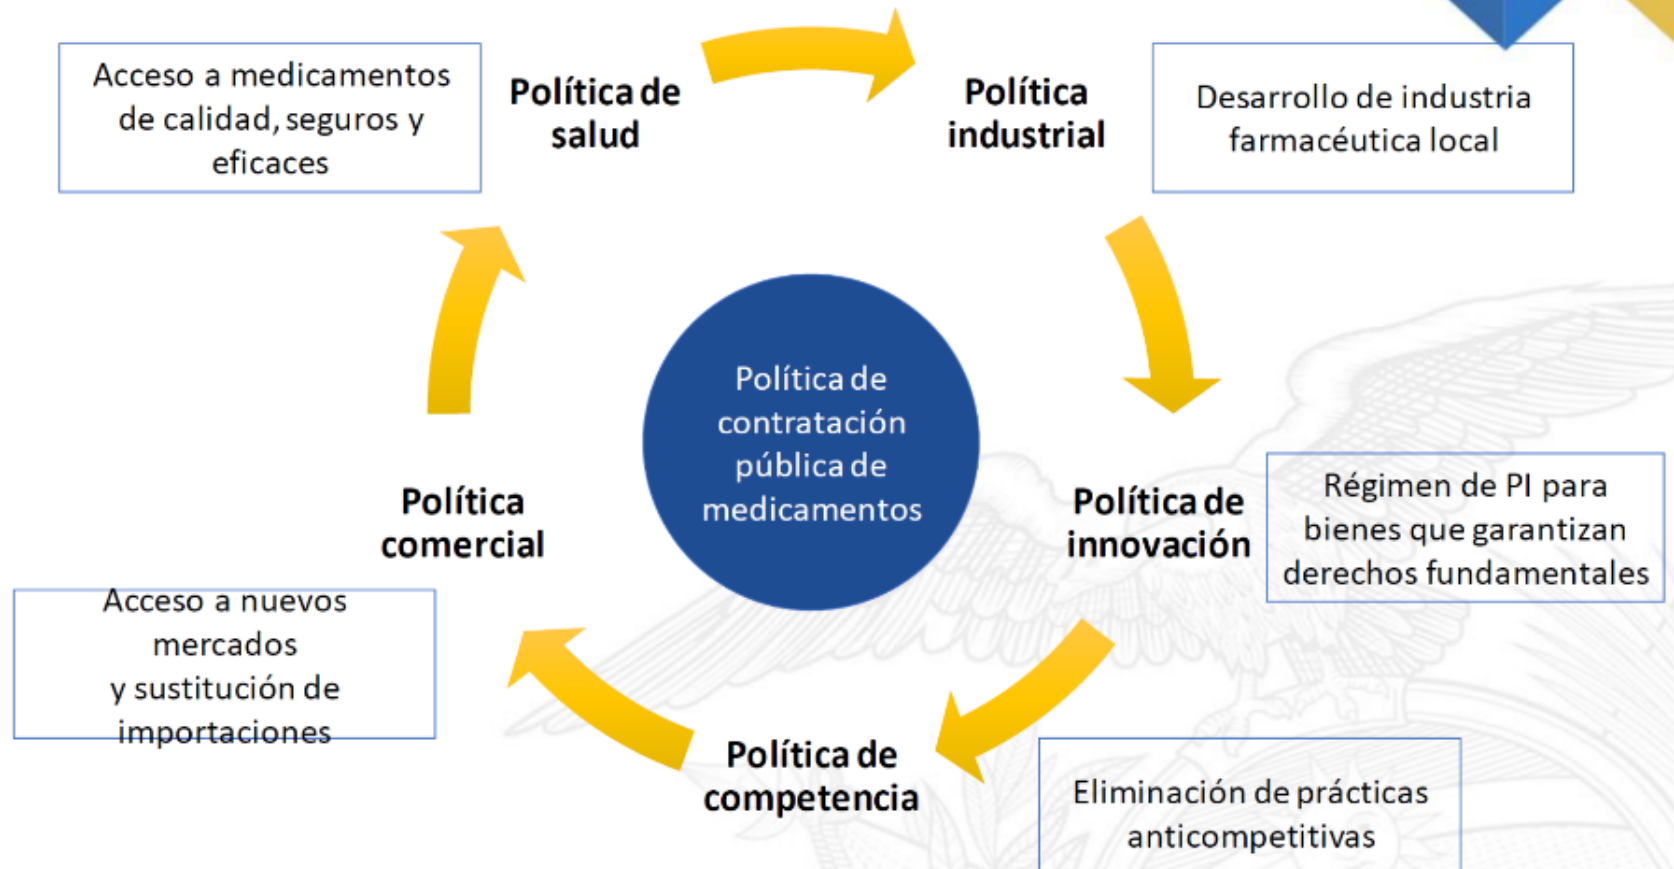 Acceso a medicamentos
de calidad, seguros y
eficaces
Política de
salud
Política
industrial
Desarrollo de industria
farmacéutica local
Política de
contratación
pública de
medicamentos
Política
comercial
Política de
innovación
Régimen de PI para
bienes que garantizan
derechos fundamentales
Acceso a nuevos
mercados
y sustitución de
importaciones
Política de
competencia
Eliminación de prácticas
anticompetitivas